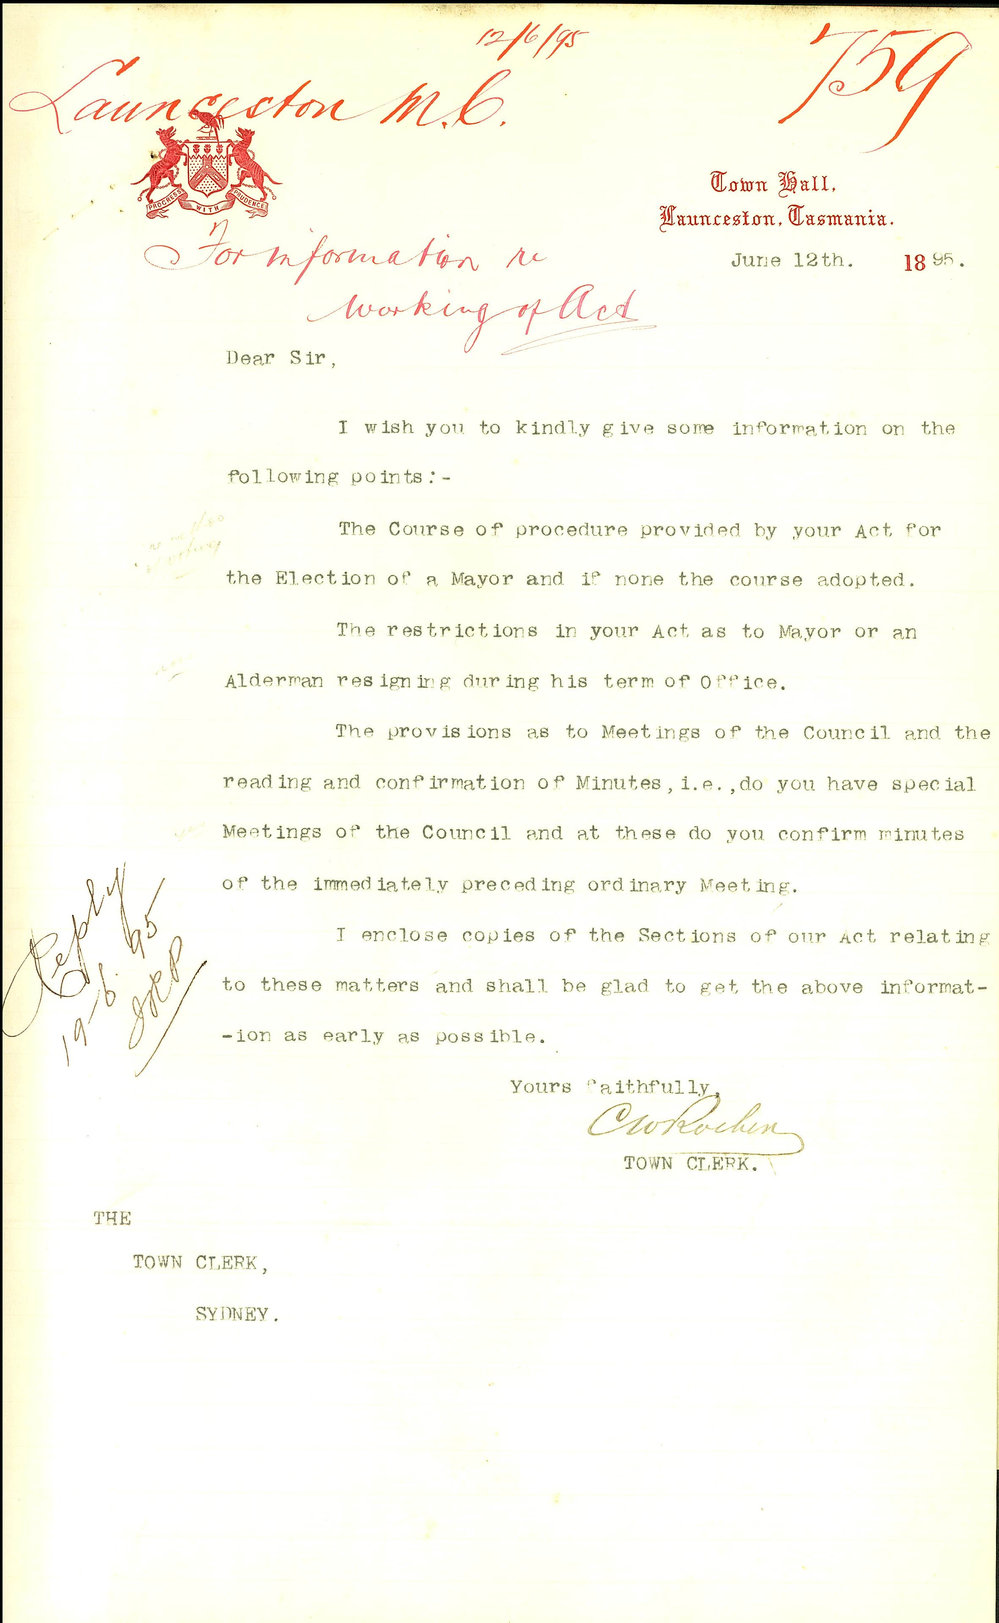 12/6/95
759
Launceston M.C.
PROGRESS WITH PRUDENCE
Town Hall,
Launceston, Tasmania.
For information re
June 12th. 1895.
working of Act
Dear Sir,
I wish you to kindly give some information on the
following points:-
The Course of procedure provided by your Act for
the Election of a Mayor and if none the course adopted.
The restrictions in your Act as to Mayor or an
Alderman resigning during his term of Office.
The provisions as to Meetings of the Council and the
reading and confirmation of Minutes, i.e., do you have special
Meetings of the Council and at these do you confirm minutes
of the immediately preceding ordinary Meeting.
I enclose copies of the Sections of our Act relating
to these matters and shall be glad to get the above informat-
-ion as early as possible.
Reply
19-6.95
Yours faithfully,
C W Rocher
TOWN CLERK.
THE
TOWN CLERK,
SYDNEY.